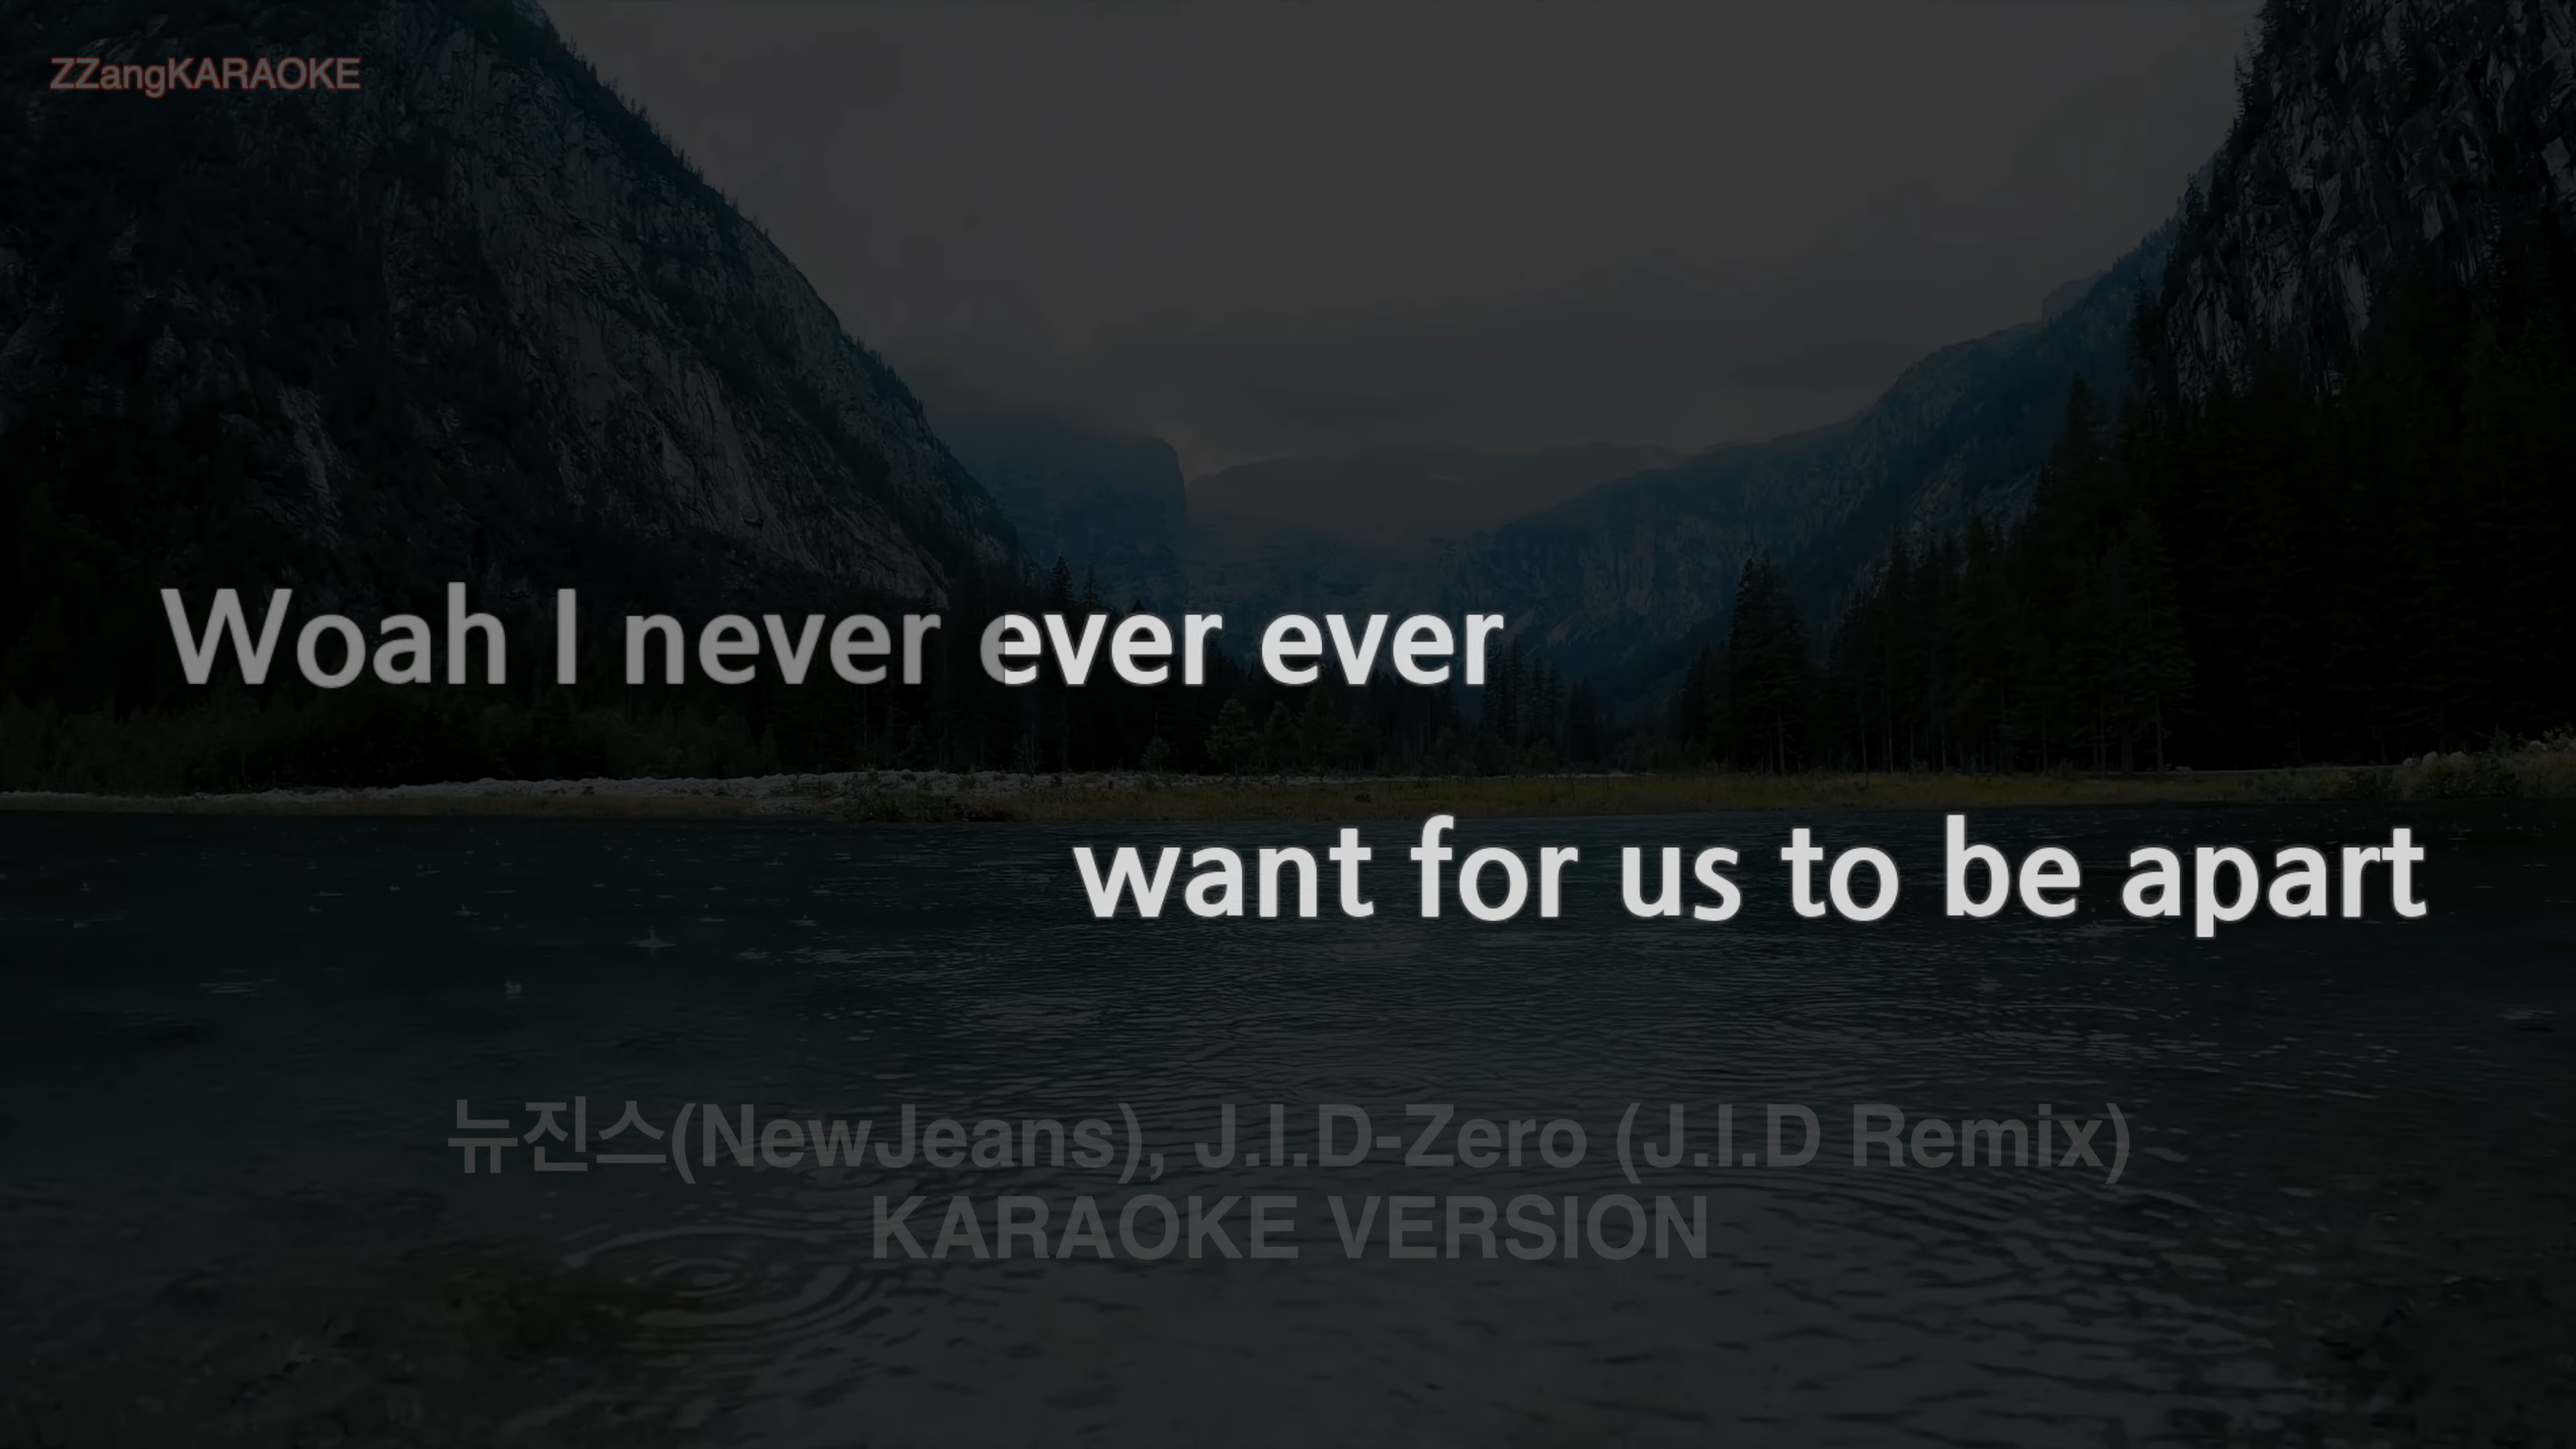 ZZangKARAOKE
Woah I never ever ever
want for us to be apart
뉴진스(NewJeans), J.I.D-Zero (J.I.D Remix)
KARAOKE VERSION